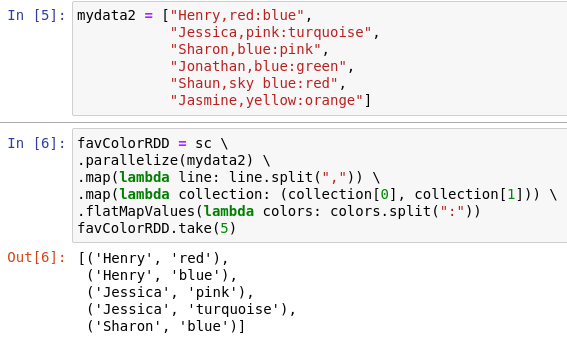 In [5]: mydata2 = ["Henry,red:blue",
"Jessica,pink:turquoise",
"Sharon,blue:pink",
"Jonathan,blue:green",
"Shaun,sky blue:red",
"Jasmine,yellow:orange"]
In [6]: favColorRDD = sc \
.parallelize(mydata2) \
.map(lambda line: line.split(",")) \
.map(lambda collection: (collection[0], collection[1])) \
.flatMapValues(lambda colors: colors.split(":"))
favColorRDD.take(5)
Out[6]: [('Henry', 'red'),
('Henry', 'blue'),
('Jessica', 'pink'),
('Jessica', 'turquoise'),
('Sharon', 'blue')]